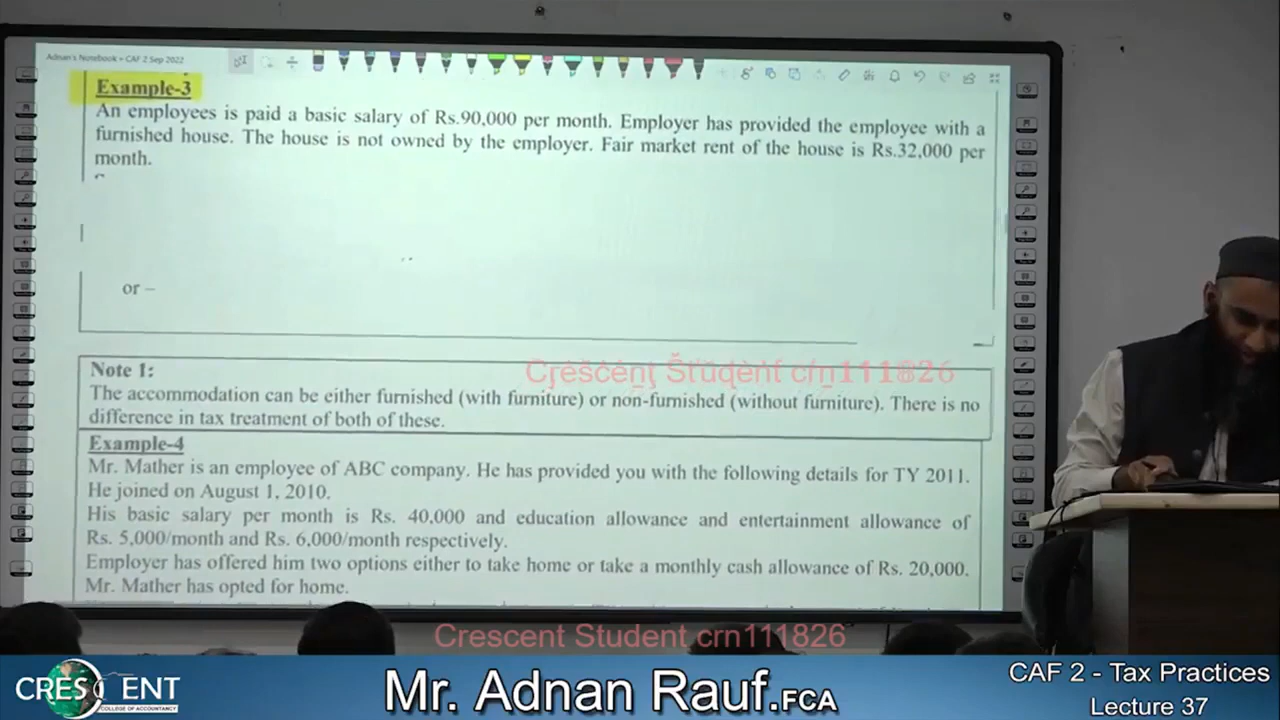 Adnan's Notebook - CAF 2 Sep 2022
Example-3
An employees is paid a basic salary of Rs.90,000 per month. Employer has provided the employee with a
furnished house. The house is not owned by the employer. Fair market rent of the house is Rs.32,000 per
month.
or –
Crescent Student crn111826
Note 1:
The accommodation can be either furnished (with furniture) or non-furnished (without furniture). There is no
difference in tax treatment of both of these.
Example-4
Mr. Mather is an employee of ABC company. He has provided you with the following details for TY 2011.
He joined on August 1, 2010.
His basic salary per month is Rs. 40,000 and education allowance and entertainment allowance of
Rs. 5,000/month and Rs. 6,000/month respectively.
Employer has offered him two options either to take home or take a monthly cash allowance of Rs. 20,000.
Mr. Mather has opted for home.
Crescent Student crn111826
CRESCENT
COLLEGE OF ACCOUNTANCY
Mr. Adnan Rauf.FCA
CAF 2 - Tax Practices
Lecture 37